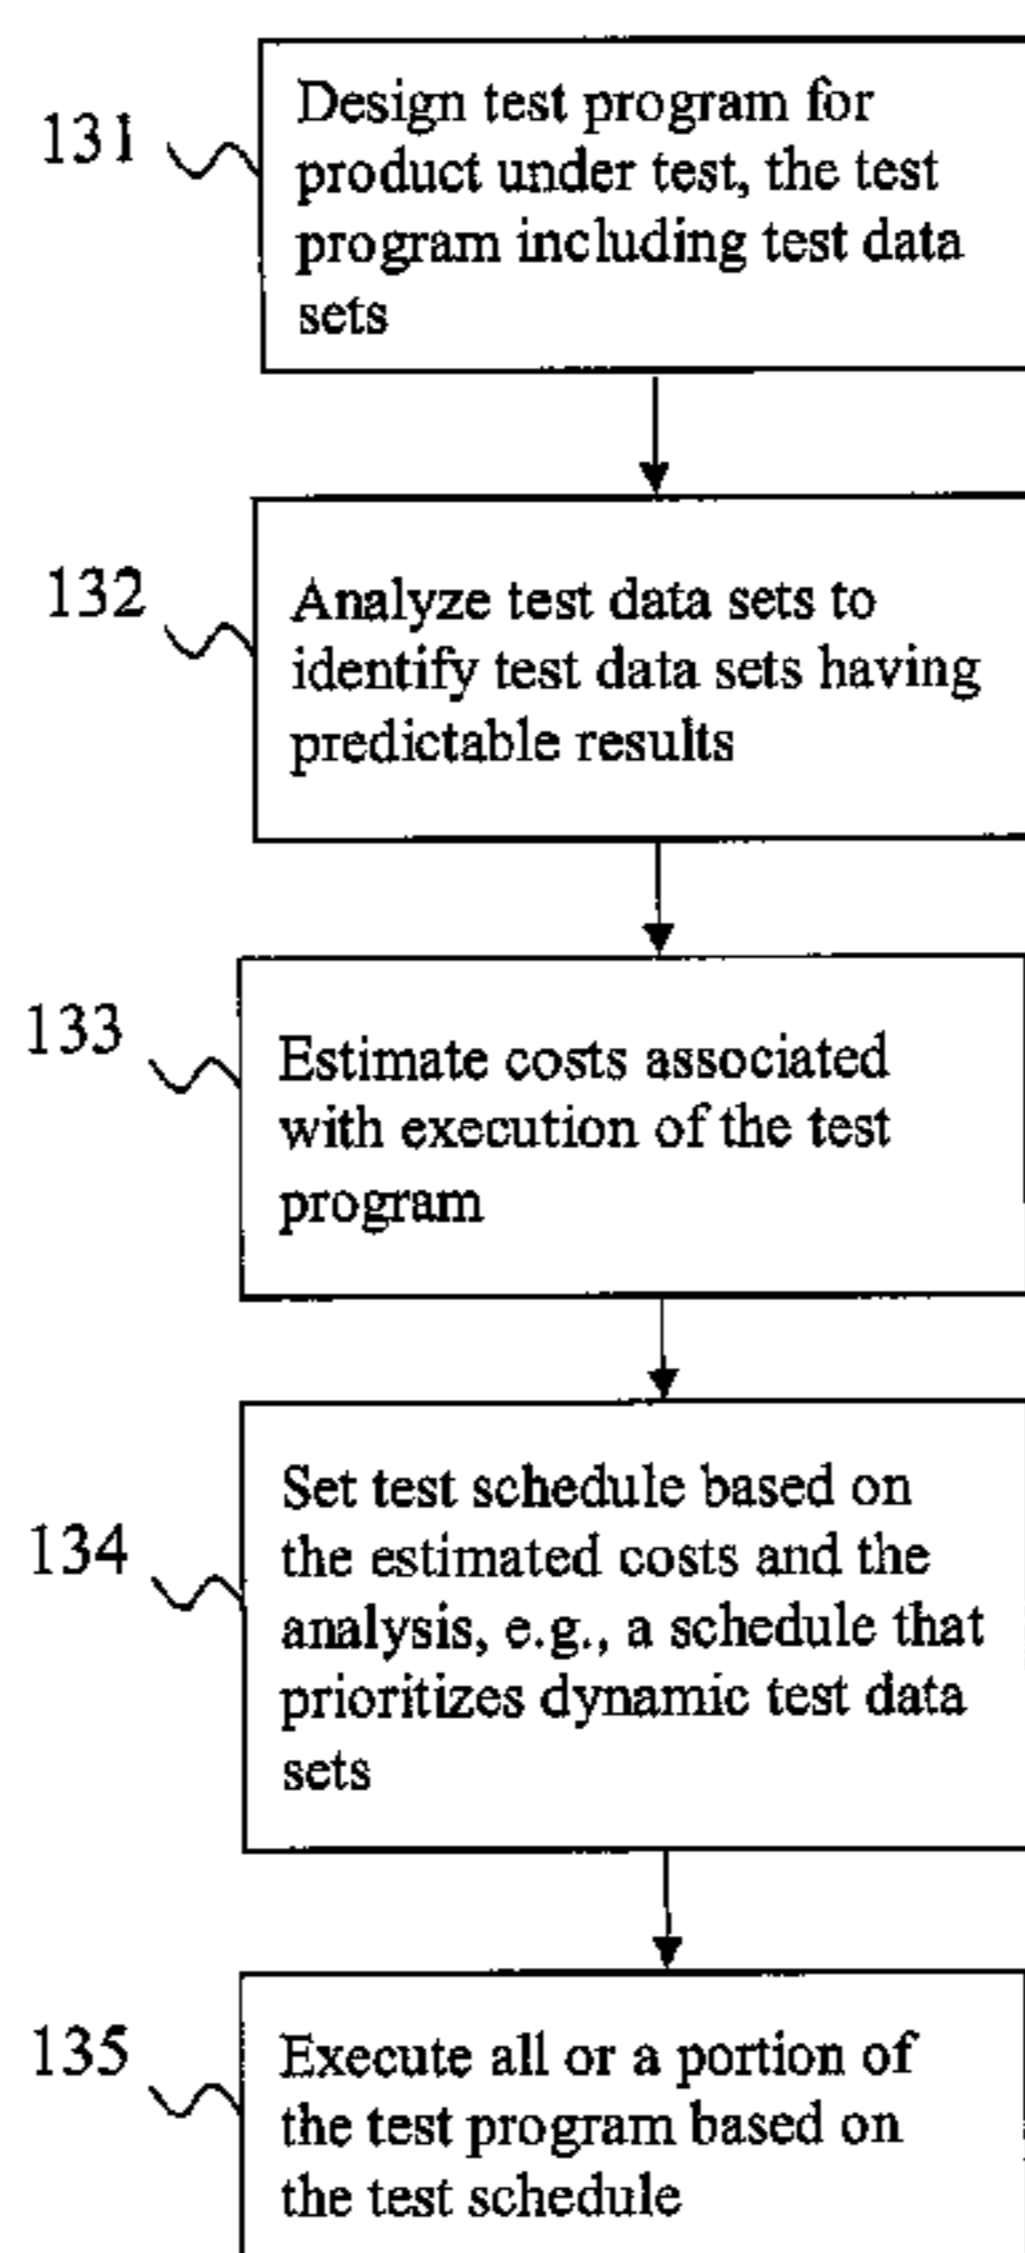 131
Design test program for
product under test, the test
program including test data
sets
132
Analyze test data sets to
identify test data sets having
predictable results
133
Estimate costs associated
with execution of the test
program
134
Set test schedule based on
the estimated costs and the
analysis, e.g., a schedule that
prioritizes dynamic test data
sets
135
Execute all or a portion of
the test program based on
the test schedule